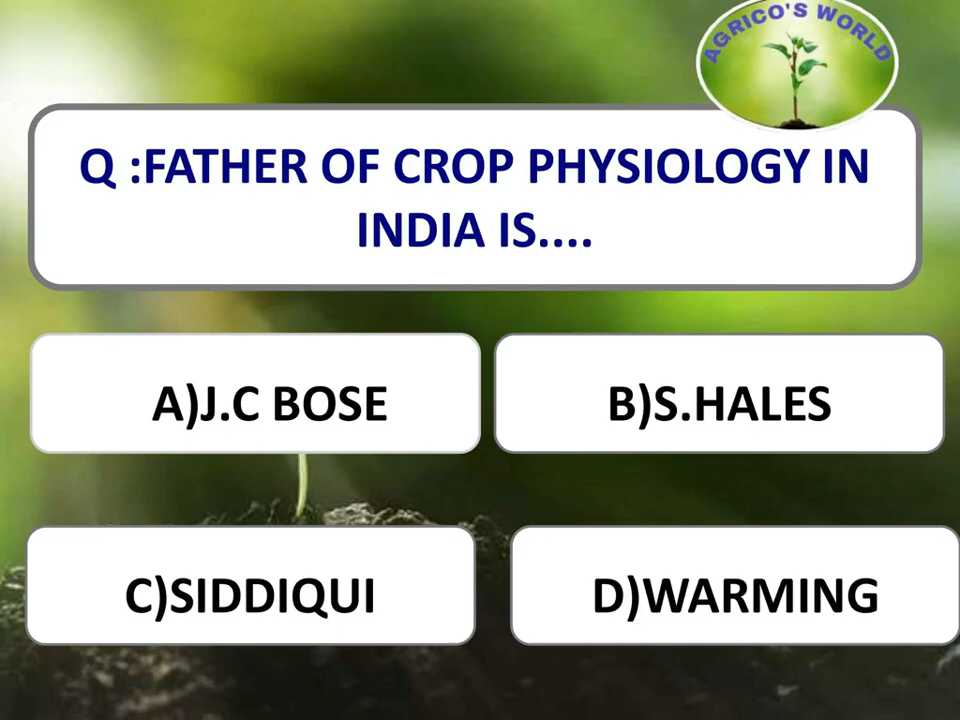 AGRICO'S WORLD
Q :FATHER OF CROP PHYSIOLOGY IN
INDIA IS....
A)J.C BOSE
B)S.HALES
C)SIDDIQUI
D)WARMING